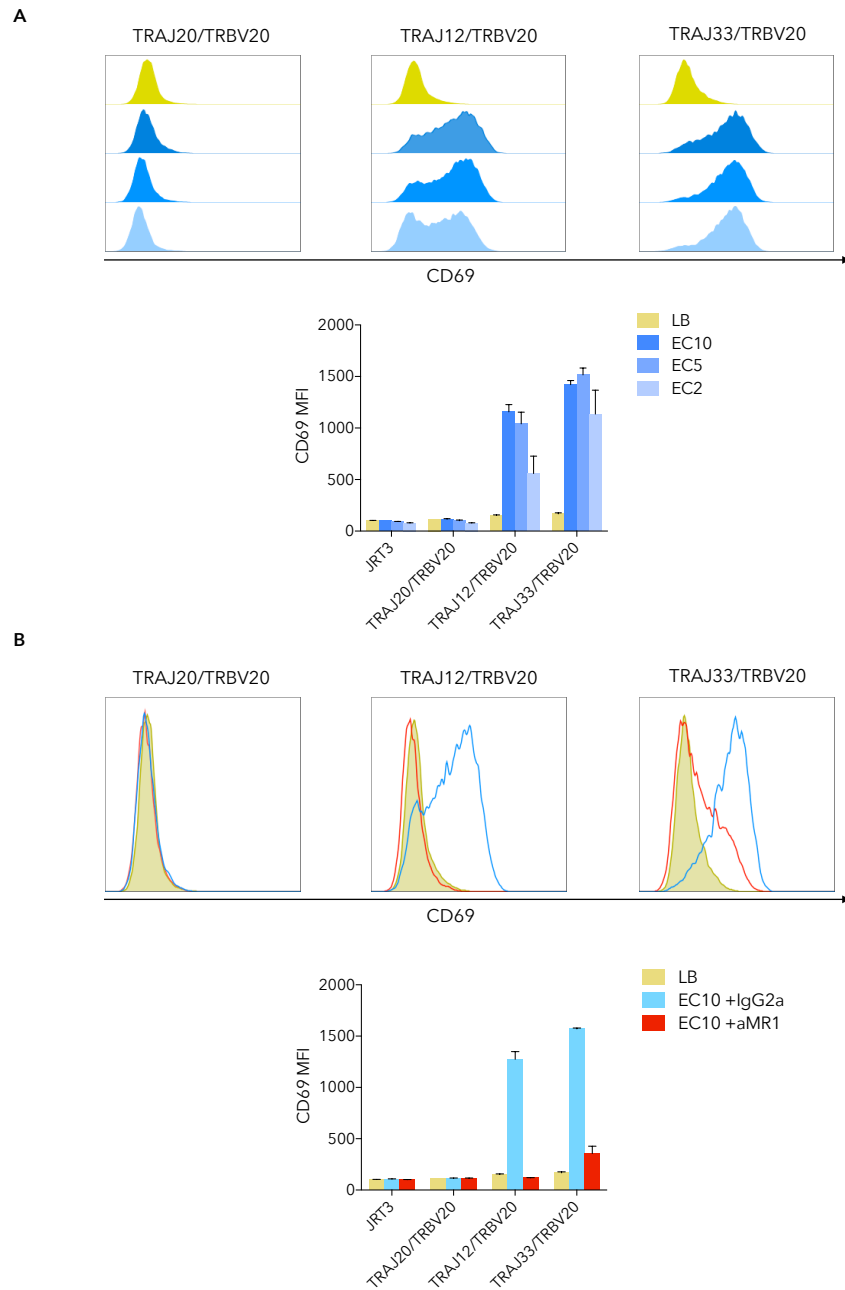 A
TRAJ20/TRBV20
TRAJ12/TRBV20
TRAJ33/TRBV20
CD69
2000
1500
1000
500
0
CD69 MFI
JRT3
TRAJ20/TRBV20
TRAJ12/TRBV20
TRAJ33/TRBV20
LB
EC10
EC5
EC2
B
TRAJ20/TRBV20
TRAJ12/TRBV20
TRAJ33/TRBV20
CD69
2000
1500
1000
500
0
CD69 MFI
JRT3
TRAJ20/TRBV20
TRAJ12/TRBV20
TRAJ33/TRBV20
LB
EC10 +IgG2a
EC10 +aMR1